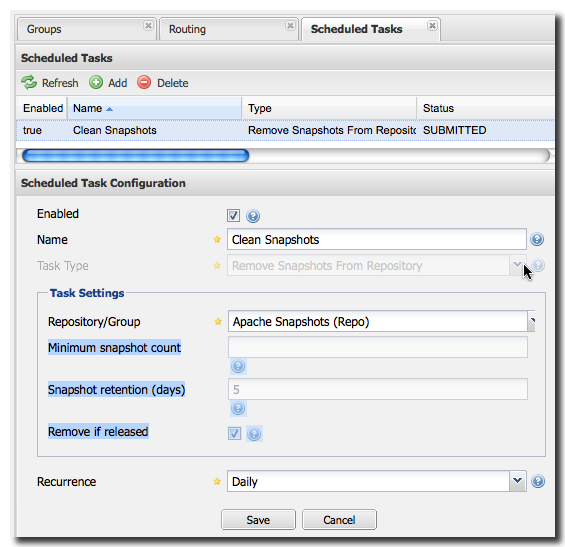 Groups Routing Scheduled Tasks
Scheduled Tasks
Refresh Add Delete
Enabled Name Type Status
true Clean Snapshots Remove Snapshots From Reposito SUBMITTED
Scheduled Task Configuration
Enabled
Name Clean Snapshots
Task Type Remove Snapshots From Repository
Task Settings
Repository/Group Apache Snapshots (Repo)
Minimum snapshot count
Snapshot retention (days) 5
Remove if released
Recurrence Daily
Save Cancel